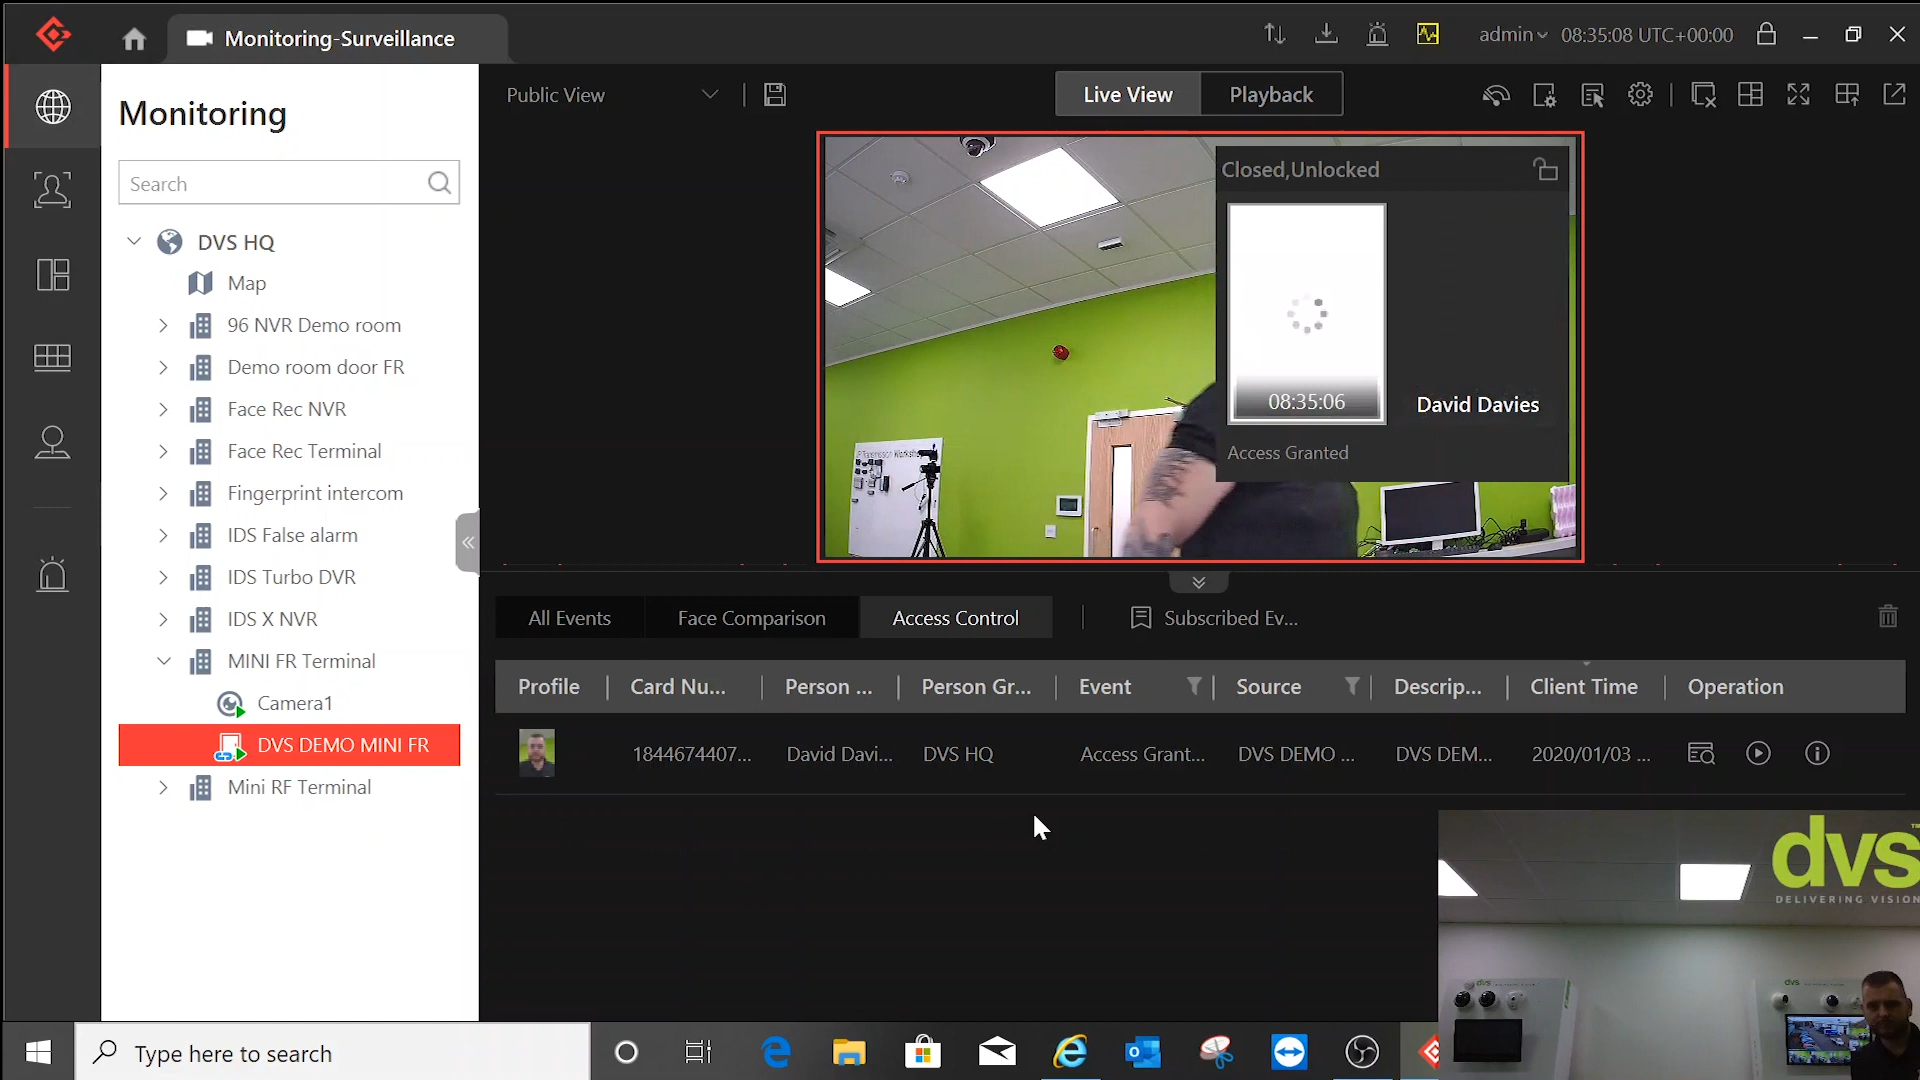 Monitoring-Surveillance
admin
08:35:08 UTC+00:00
Monitoring
Search
DVS HQ
Map
96 NVR Demo room
Demo room door FR
Face Rec NVR
Face Rec Terminal
Fingerprint intercom
IDS False alarm
IDS Turbo DVR
IDS X NVR
MINI FR Terminal
Camera1
DVS DEMO MINI FR
Mini RF Terminal
Public View
Live View
Playback
Closed,Unlocked
08:35:06
David Davies
Access Granted
All Events
Face Comparison
Access Control
Subscribed Ev...
Profile
Card Nu...
Person ...
Person Gr...
Event
Source
Descrip...
Client Time
Operation
1844674407...
David Davi...
DVS HQ
Access Grant...
DVS DEMO ...
DVS DEM...
2020/01/03 ...
dvs™
DELIVERING VISION
dvs
dvs
Type here to search